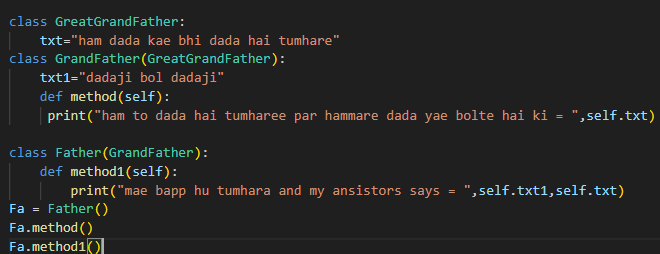 class GreatGrandFather:
    txt="ham dada kae bhi dada hai tumhare"
class GrandFather(GreatGrandFather):
    txt1="dadaji bol dadaji"
    def method(self):
     print("ham to dada hai tumharee par hammare dada yae bolte hai ki = ",self.txt)

class Father(GrandFather):
    def method1(self):
        print("mae bapp hu tumhara and my ansistors says = ",self.txt1,self.txt)
Fa = Father()
Fa.method()
Fa.method1()